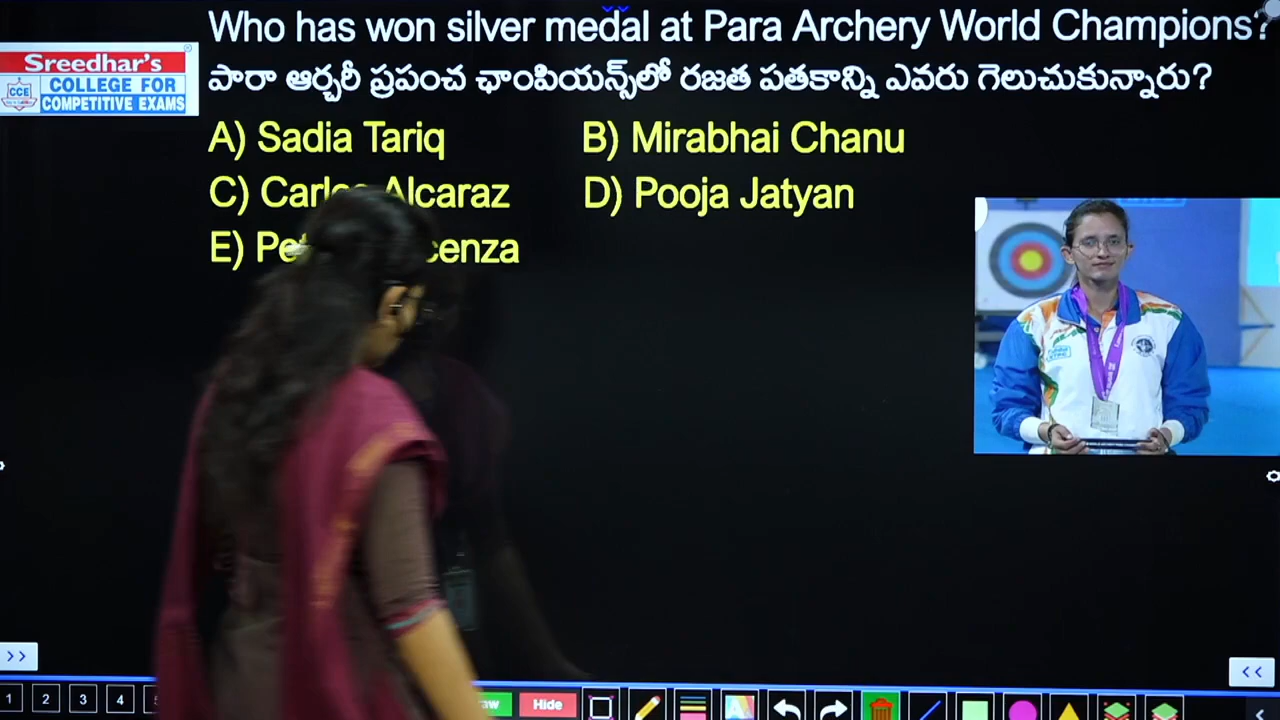 Who has won silver medal at Para Archery World Champions?
Sreedhar's
CCE
COLLEGE FOR
COMPETITIVE EXAMS
పారా ఆర్చరీ ప్రపంచ ఛాంపియన్స్‌లో రజత పతకాన్ని ఎవరు గెలుచుకున్నారు?
A) Sadia Tariq
B) Mirabhai Chanu
C) Alcaraz
D) Pooja Jatyan
E)
>>
<<
1 2 3 4
Hide